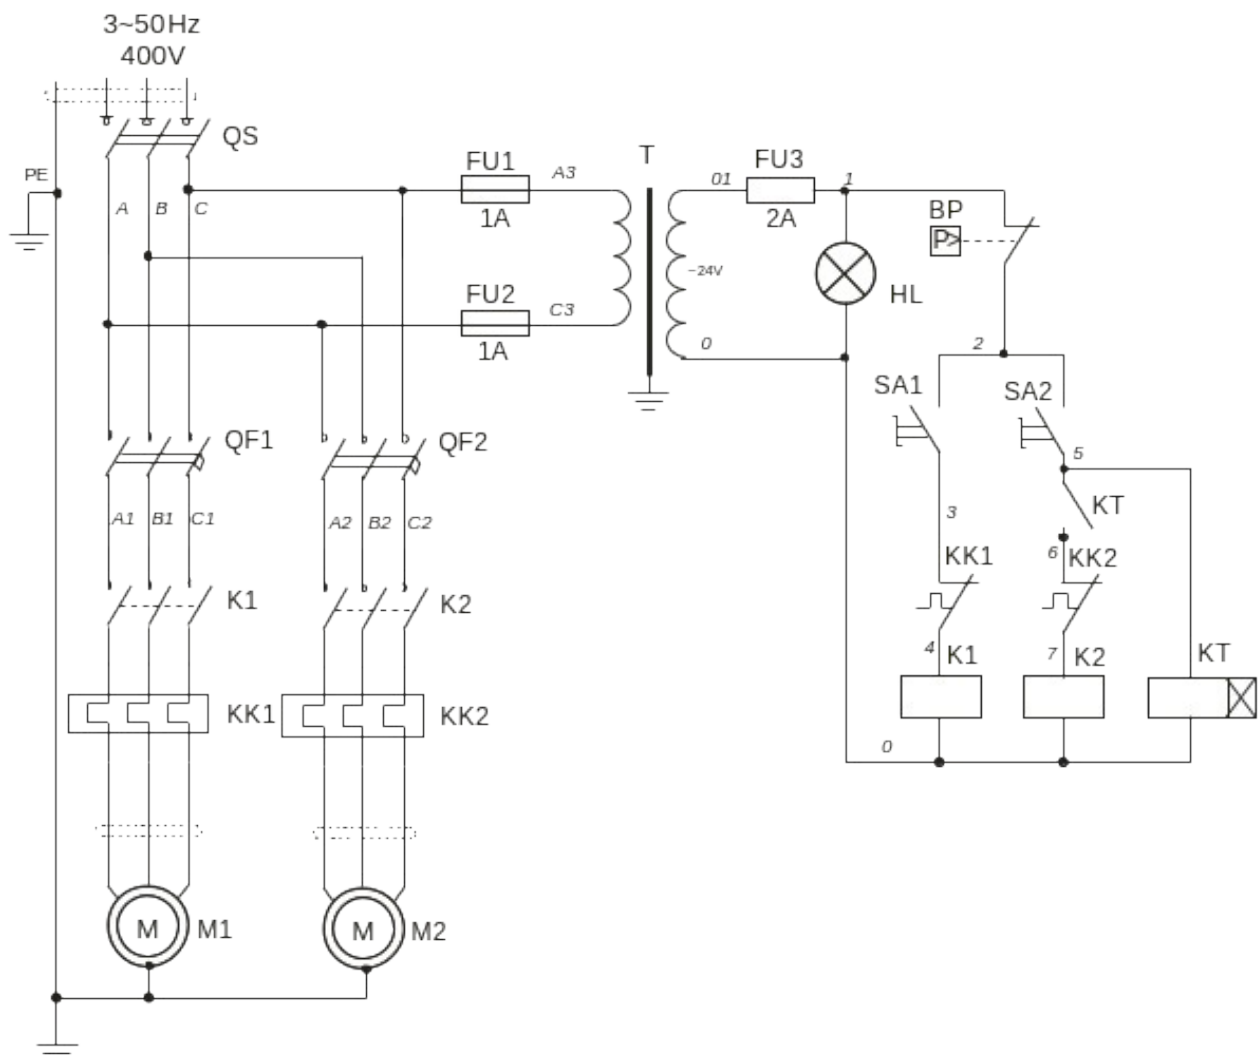 3~50Hz
400V
QS
PE
A
B
C
FU1
A3
1A
T
01
FU3
1
2A
BP
P>
~24V
HL
FU2
C3
1A
0
2
SA1
SA2
QF1
QF2
5
A1
B1
C1
A2
B2
C2
3
KT
KK1
6
KK2
K1
K2
4
K1
7
K2
KT
KK1
KK2
0
M
M1
M
M2